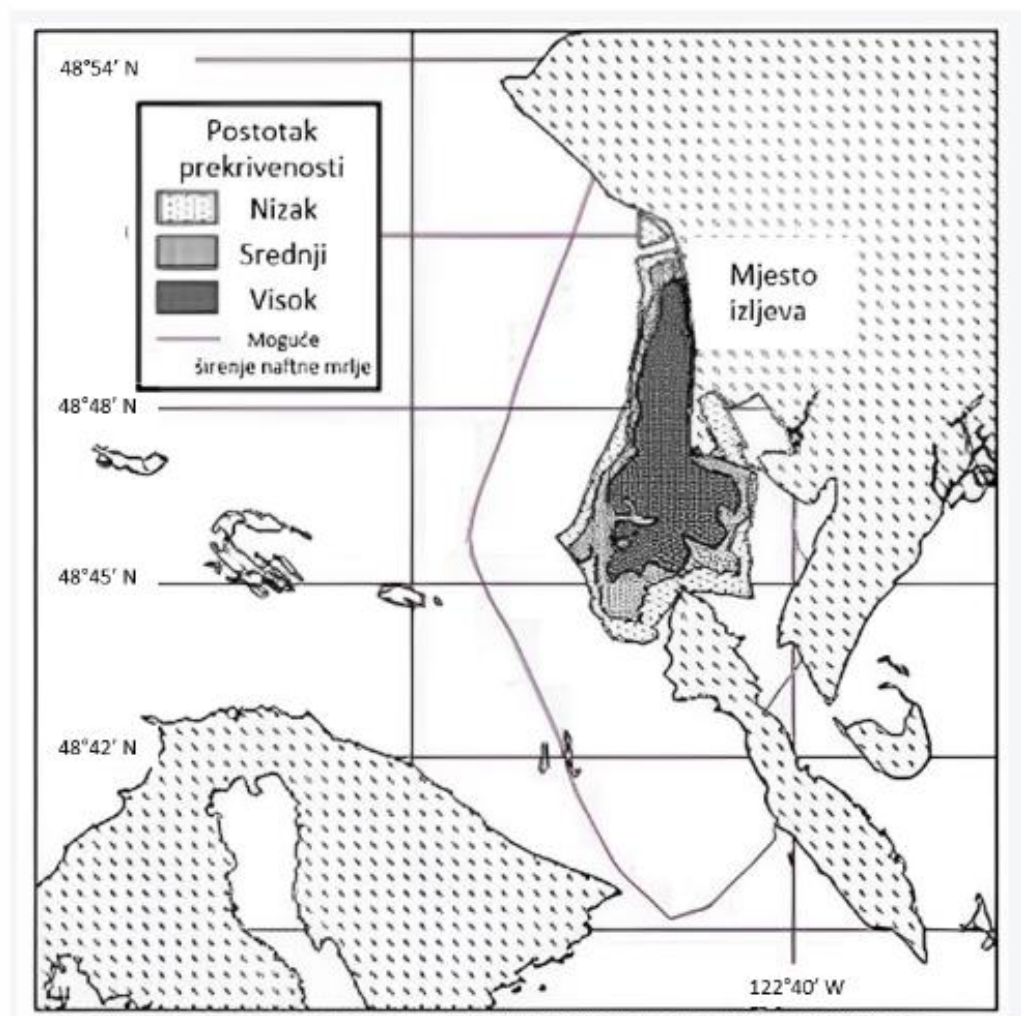 48°54′ N
Postotak
prekrivenosti
Nizak
Srednji
Visok
Moguće
širenje naftne mrlje
Mjesto
izljeva
48°48′ N
48°45′ N
48°42′ N
122°40′ W